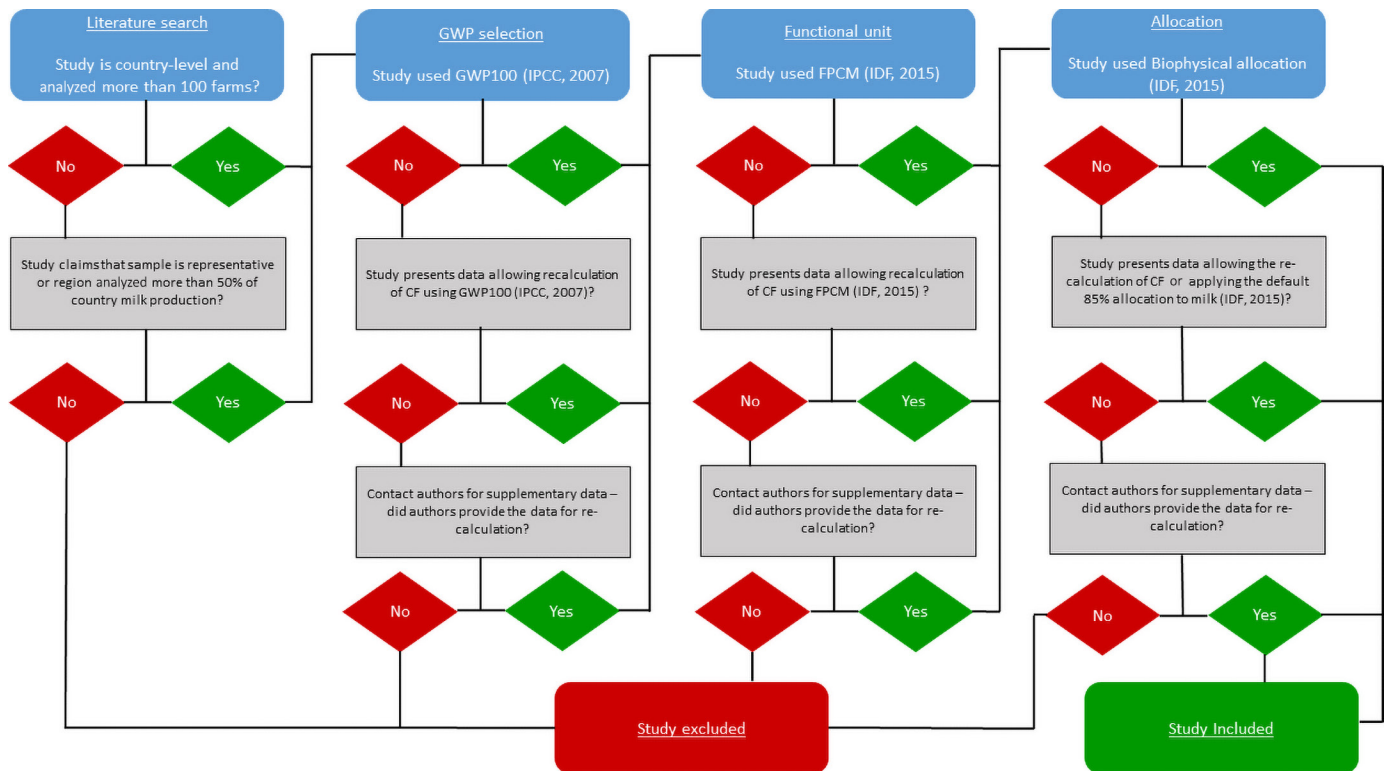 Literature search
Study is country-level and
analyzed more than 100 farms?
No
Yes
Study claims that sample is representative
or region analyzed more than 50% of
country milk production?
No
Yes
GWP selection
Study used GWP100 (IPCC, 2007)
No
Yes
Study presents data allowing recalculation
of CF using GWP100 (IPCC, 2007)?
No
Yes
Contact authors for supplementary data –
did authors provide the data for re-
calculation?
No
Yes
Functional unit
Study used FPCM (IDF, 2015)
No
Yes
Study presents data allowing recalculation
of CF using FPCM (IDF, 2015) ?
No
Yes
Contact authors for supplementary data –
did authors provide the data for re-
calculation?
No
Yes
Allocation
Study used Biophysical allocation
(IDF, 2015)
No
Yes
Study presents data allowing the re-
calculation of CF or applying the default
85% allocation to milk (IDF, 2015)?
No
Yes
Contact authors for supplementary data –
did authors provide the data for re-
calculation?
No
Yes
Study excluded
Study Included